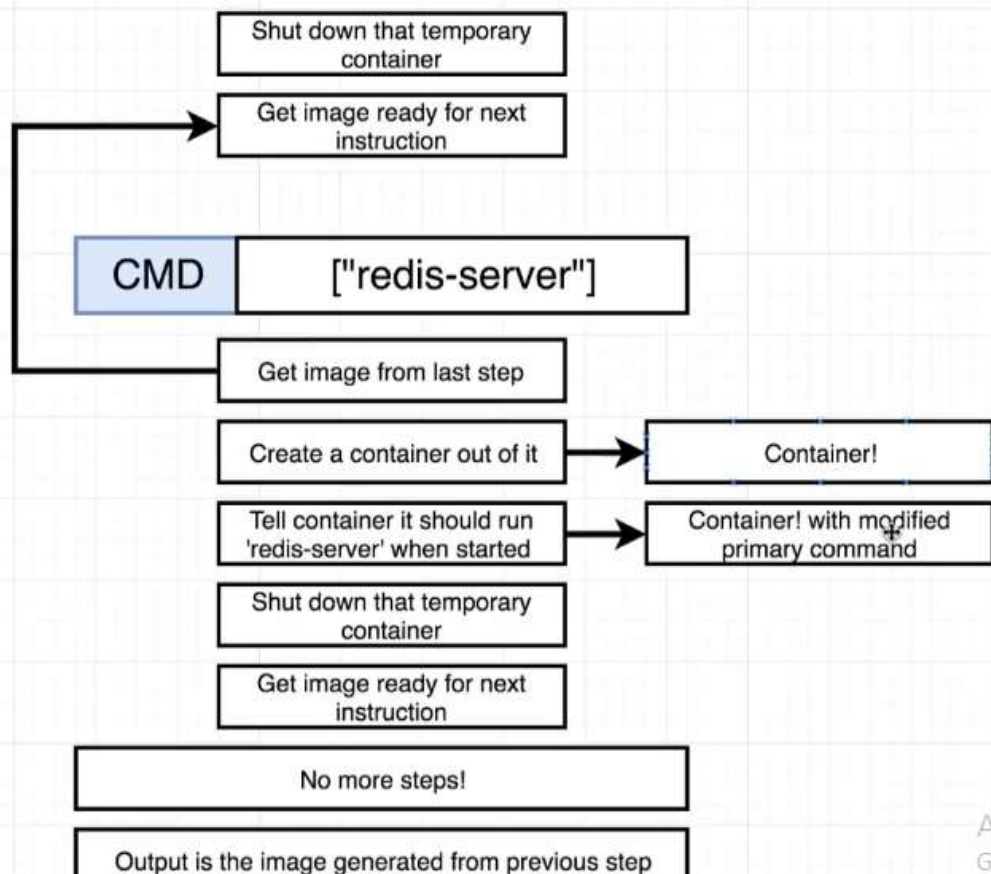 Shut down that temporary
container
Get image ready for next
instruction
CMD ["redis-server"]
Get image from last step
Create a container out of it
Container!
Tell container it should run
'redis-server' when started
Container! with modified
primary command
Shut down that temporary
container
Get image ready for next
instruction
No more steps!
Output is the image generated from previous step